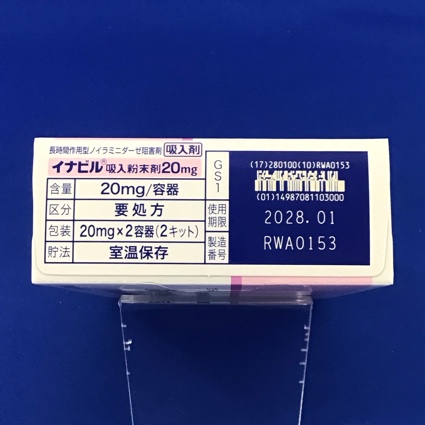 長時間作用型ノイラミニダーゼ阻害剤 吸入剤
イナビル® 吸入粉末剤20mg
含量 20mg/容器
区分 要処方
包装 20mg×2容器(2キット)
貯法 室温保存
GS1
使用期限
製造番号
(17)280100(10)RWA0153
(01)14987081103000
2028.01
RWA0153